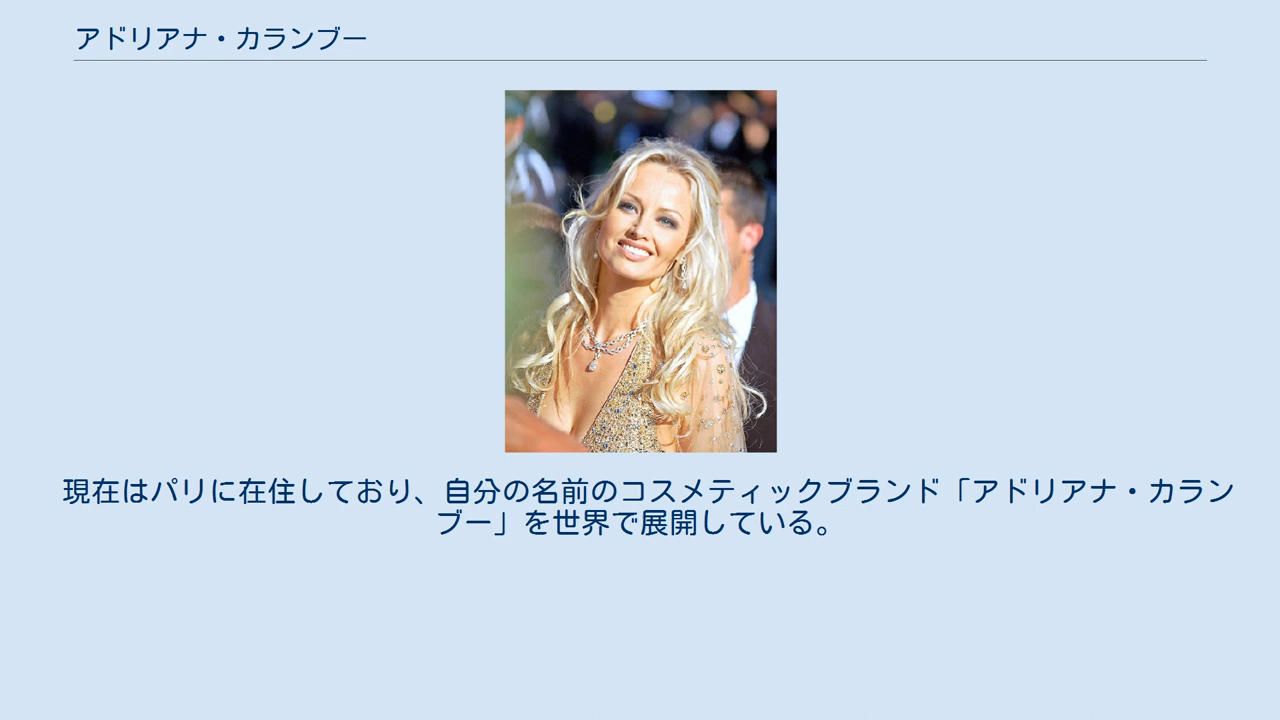 アドリアナ・カランブー
現在はパリに在住しており、自分の名前のコスメティックブランド「アドリアナ・カラン
ブー」を世界で展開している。